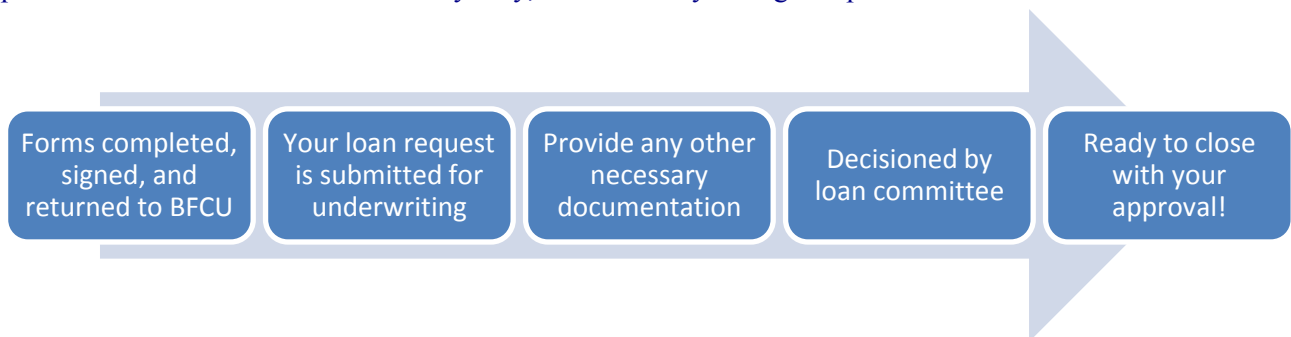 Forms completed,
signed, and
returned to BFCU
Your loan request
is submitted for
underwriting
Provide any other
necessary
documentation
Decisioned by
loan committee
Ready to close
with your
approval!